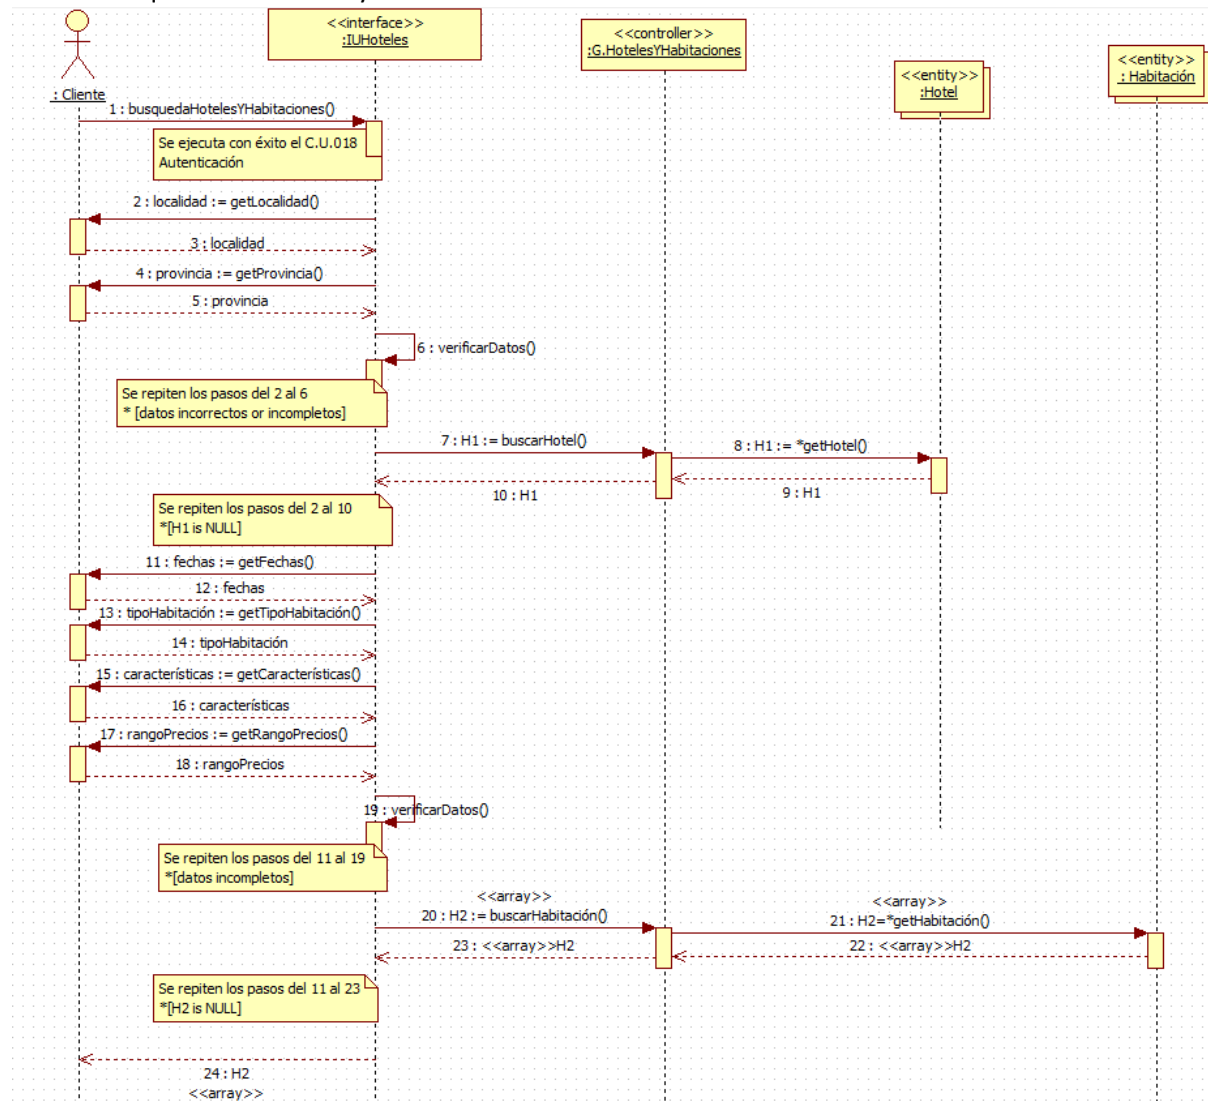 <<interface>>
:IUHoteles
<<controller>>
:G.HotelesYHabitaciones
<<entity>>
:Hotel
<<entity>>
: Habitación
: Cliente
1 : busquedaHotelesYHabitaciones()
Se ejecuta con éxito el C.U.018
Autenticación
2 : localidad := getLocalidad()
3 : localidad
4 : provincia := getProvincia()
5 : provincia
6 : verificarDatos()
Se repiten los pasos del 2 al 6
* [datos incorrectos or incompletos]
7 : H1 := buscarHotel()
8 : H1 := *getHotel()
9 : H1
10 : H1
Se repiten los pasos del 2 al 10
*[H1 is NULL]
11 : fechas := getFechas()
12 : fechas
13 : tipoHabitación := getTipoHabitación()
14 : tipoHabitación
15 : características := getCaracterísticas()
16 : características
17 : rangoPrecios := getRangoPrecios()
18 : rangoPrecios
19 : verificarDatos()
Se repiten los pasos del 11 al 19
*[datos incompletos]
<<array>>
20 : H2 := buscarHabitación()
<<array>>
21 : H2=*getHabitación()
22 : <<array>>H2
23 : <<array>>H2
Se repiten los pasos del 11 al 23
*[H2 is NULL]
24 : H2
<<array>>